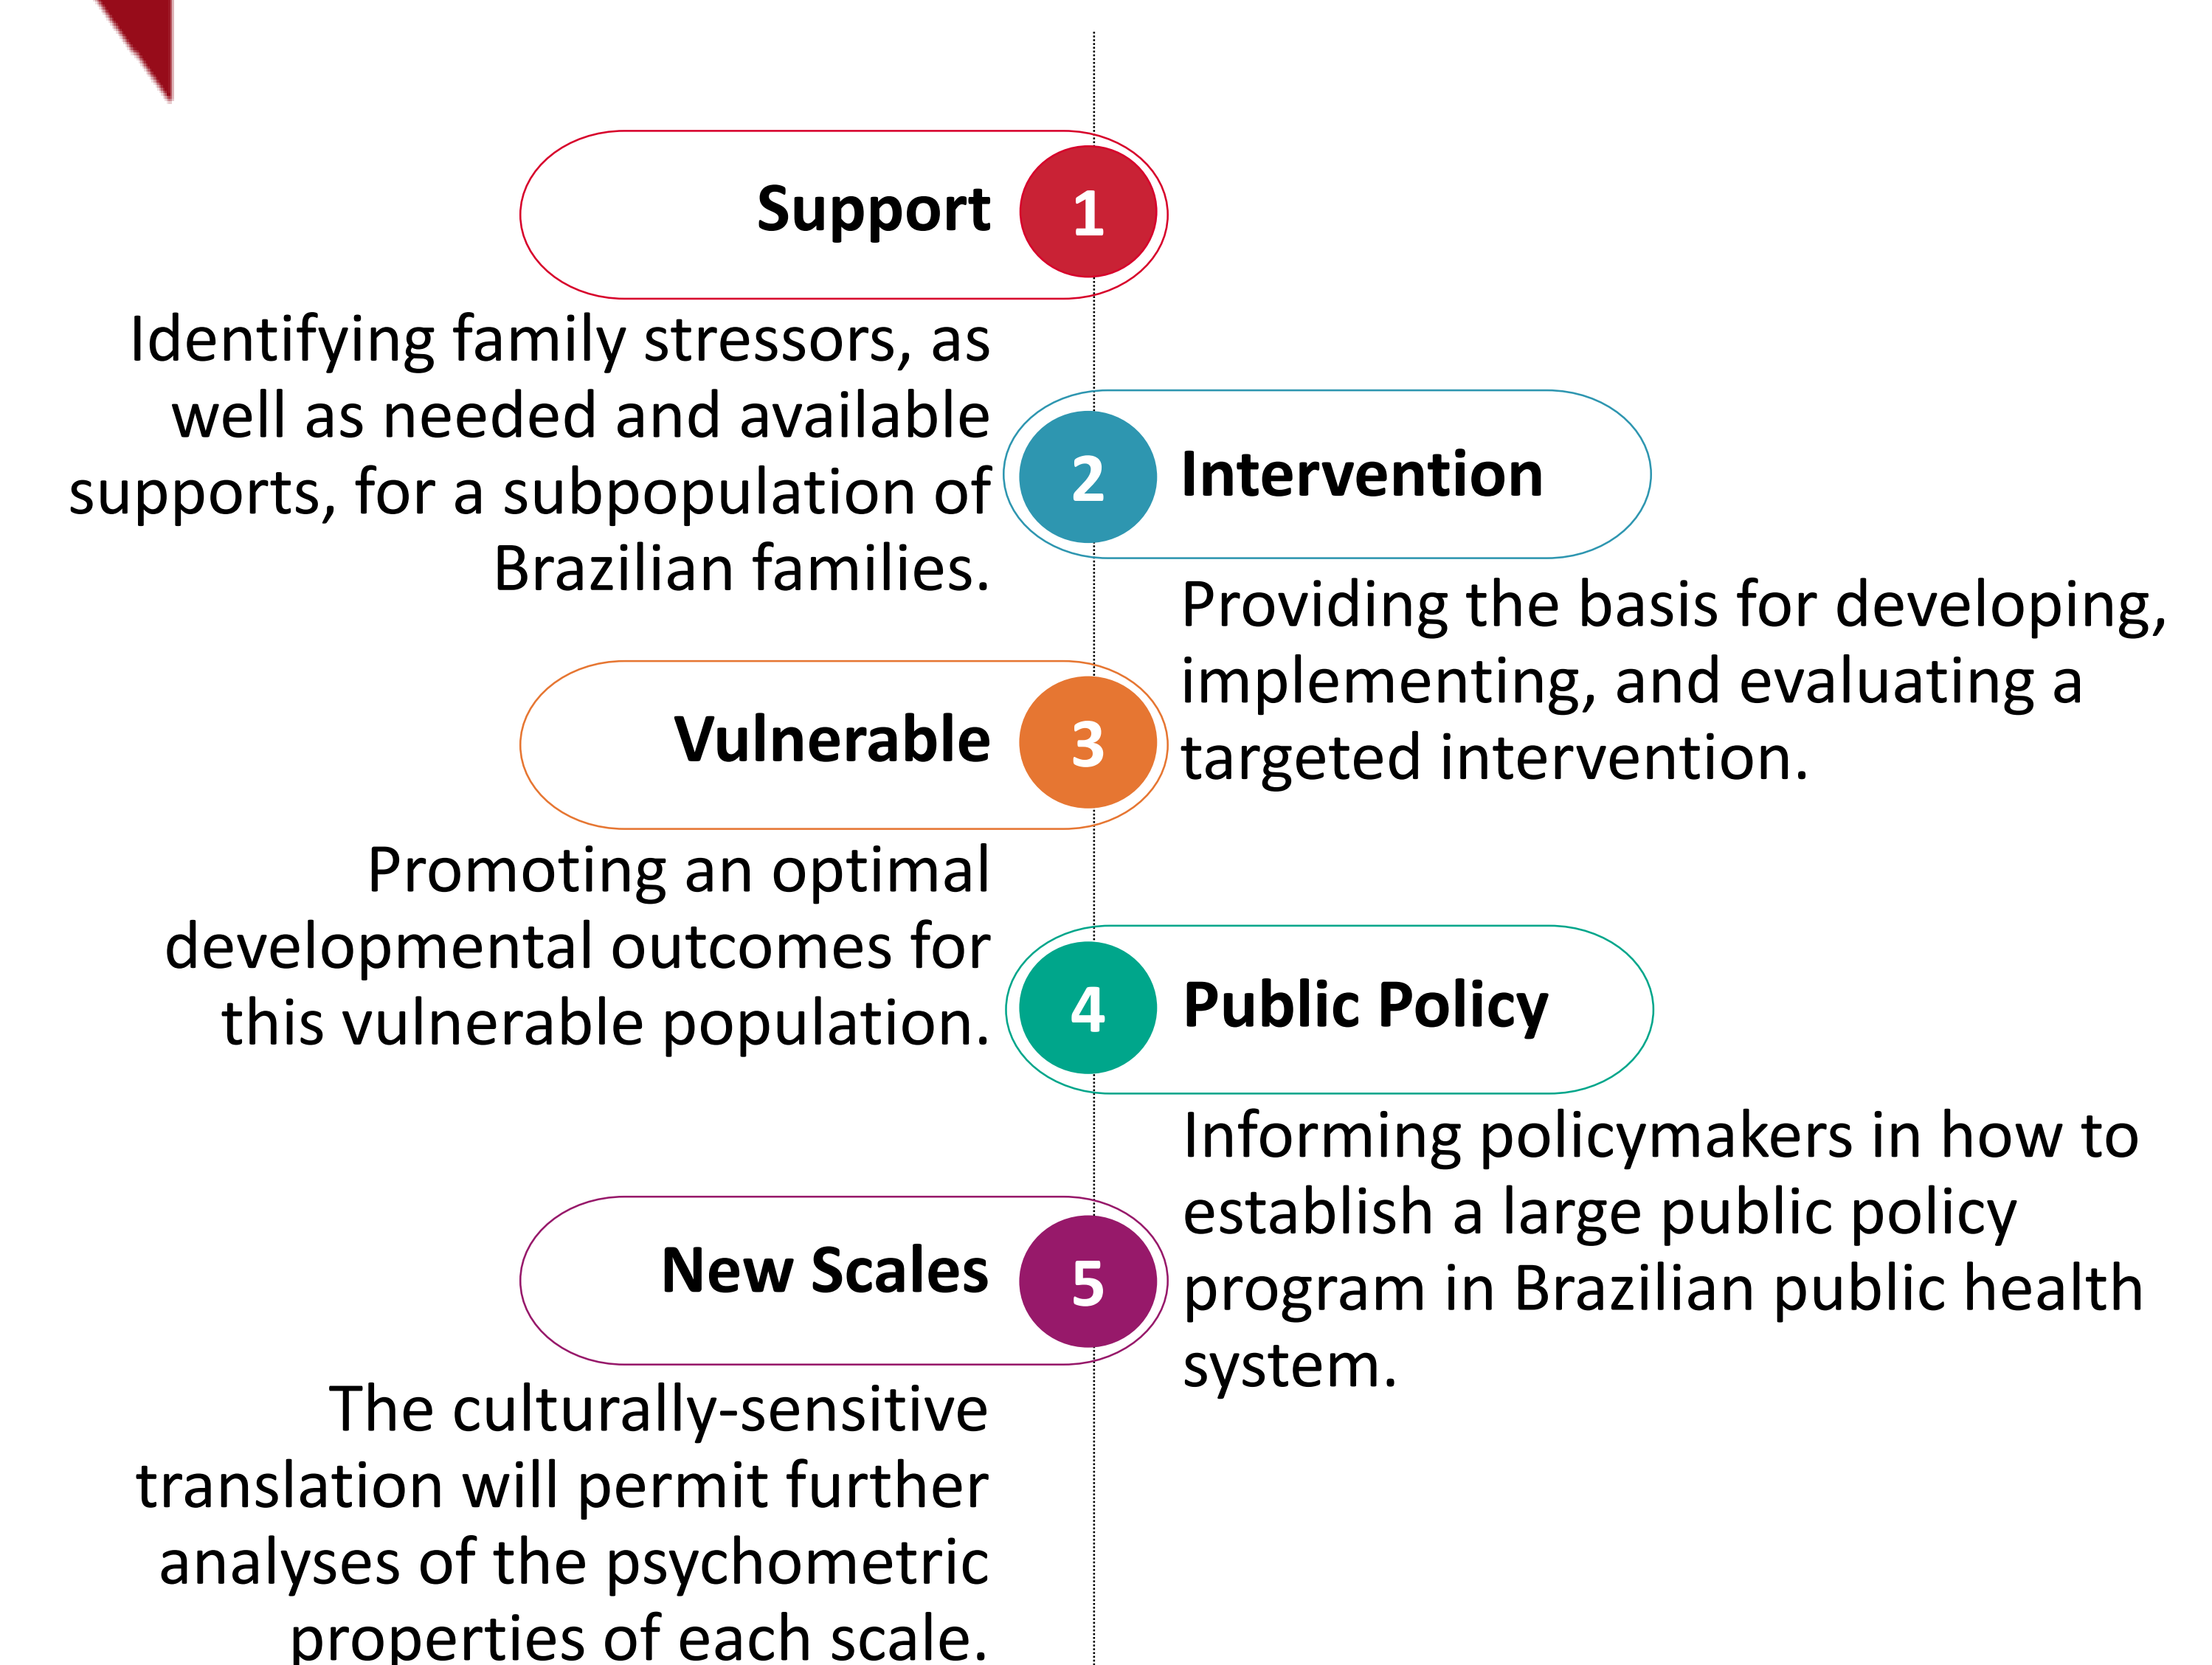 Support
1
Identifying family stressors, as
well as needed and available
supports, for a subpopulation of
Brazilian families.
2
Intervention
Providing the basis for developing,
implementing, and evaluating a
targeted intervention.
Vulnerable
3
Promoting an optimal
developmental outcomes for
this vulnerable population.
4
Public Policy
Informing policymakers in how to
establish a large public policy
program in Brazilian public health
system.
New Scales
5
The culturally-sensitive
translation will permit further
analyses of the psychometric
properties of each scale.